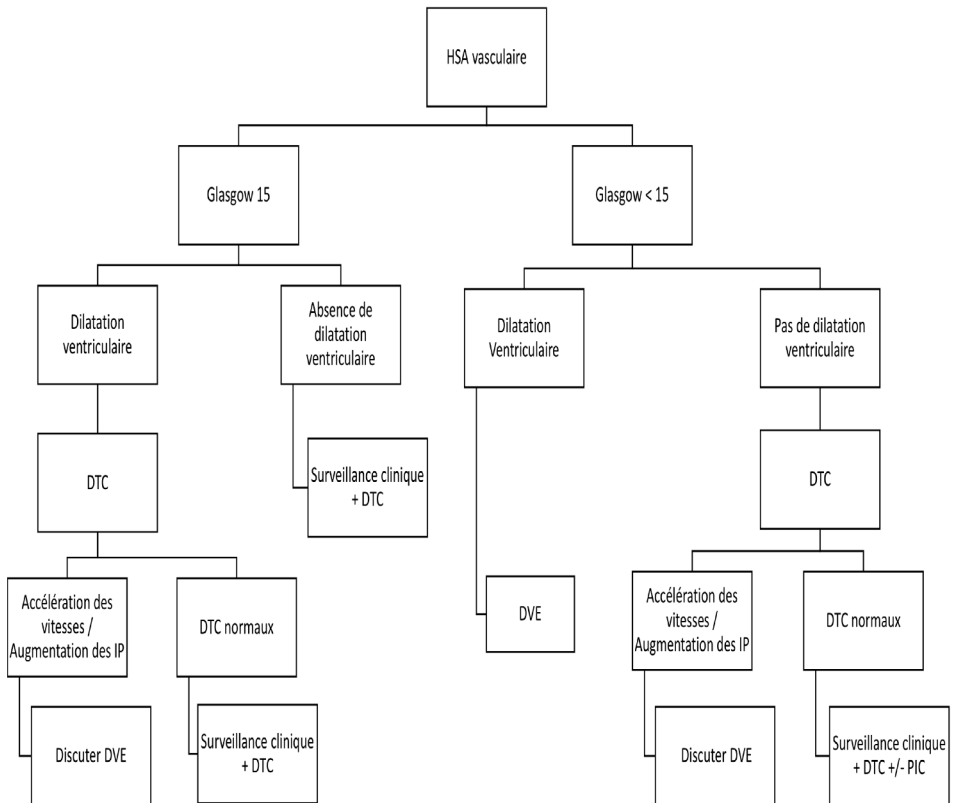 HSA vasculaire
Glasgow 15
Glasgow < 15
Dilatation
ventriculaire
Absence de
dilatation
ventriculaire
Dilatation
Ventriculaire
Pas de dilatation
ventriculaire
DTC
Surveillance clinique
+ DTC
DTC
Accélération des
vitesses /
Augmentation des IP
DTC normaux
DVE
Accélération des
vitesses /
Augmentation des IP
DTC normaux
Discuter DVE
Surveillance clinique
+ DTC
Discuter DVE
Surveillance clinique
+ DTC +/- PIC